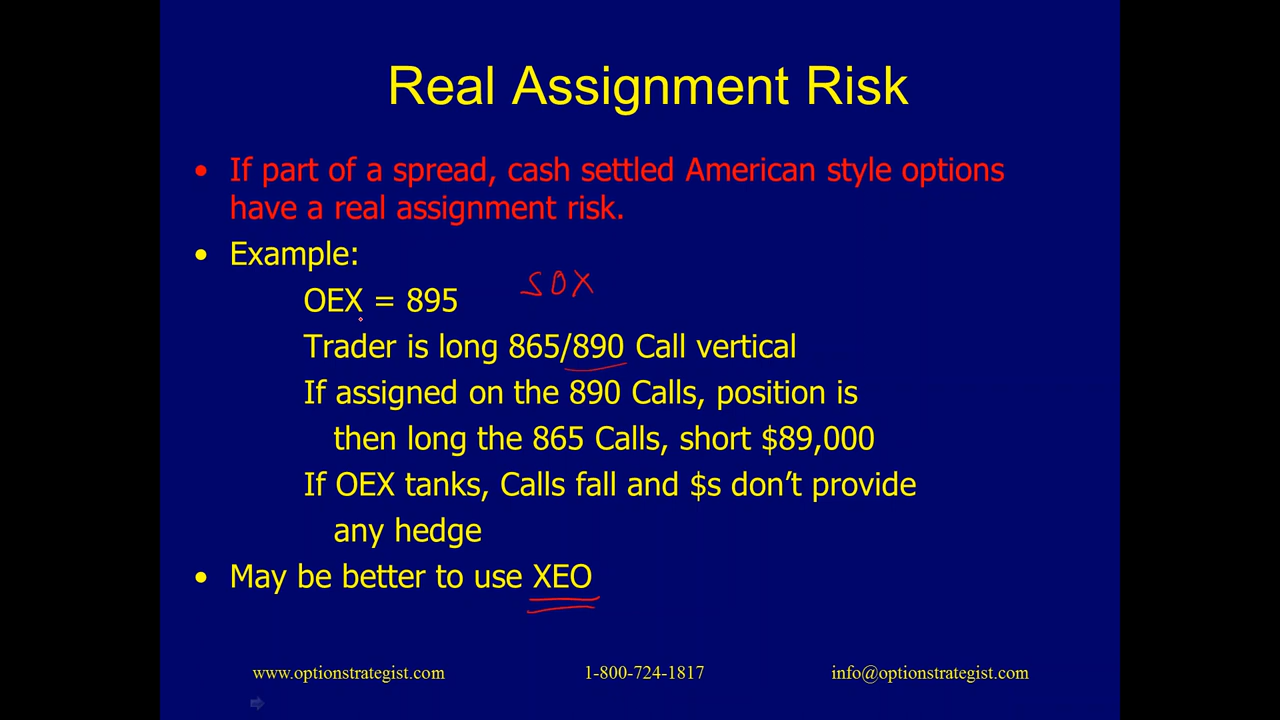 Real Assignment Risk
• If part of a spread, cash settled American style options
have a real assignment risk.
• Example:
SOX
OEX = 895
Trader is long 865/890 Call vertical
If assigned on the 890 Calls, position is
then long the 865 Calls, short $89,000
If OEX tanks, Calls fall and $s don’t provide
any hedge
• May be better to use XEO
www.optionstrategist.com 1-800-724-1817 info@optionstrategist.com